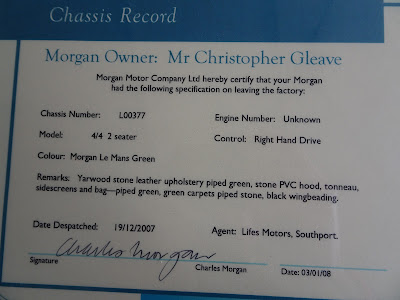 Chassis Record
Morgan Owner: Mr Christopher Gleave
Morgan Motor Company Ltd hereby certify that your Morgan
had the following specification on leaving the factory:
Chassis Number: L00377
Engine Number: Unknown
Model: 4/4 2 seater
Control: Right Hand Drive
Colour: Morgan Le Mans Green
Remarks: Yarwood stone leather upholstery piped green, stone PVC hood, tonneau,
sidescreens and bag—piped green, green carpets piped stone, black wingbeading.
Date Despatched: 19/12/2007
Agent: Lifes Motors, Southport.
Charles Morgan
Signature
Charles Morgan
Date: 03/01/08